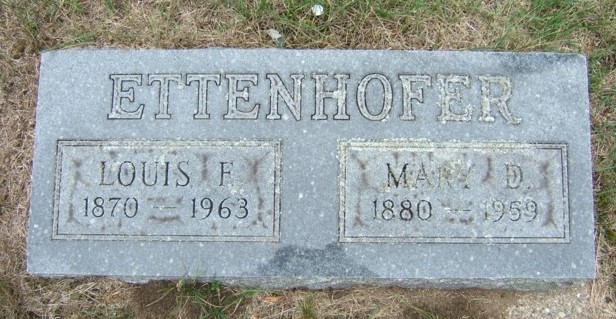 ETTENHOFER
LOUIS F.
1870 — 1963
MARY D.
1880 — 1959